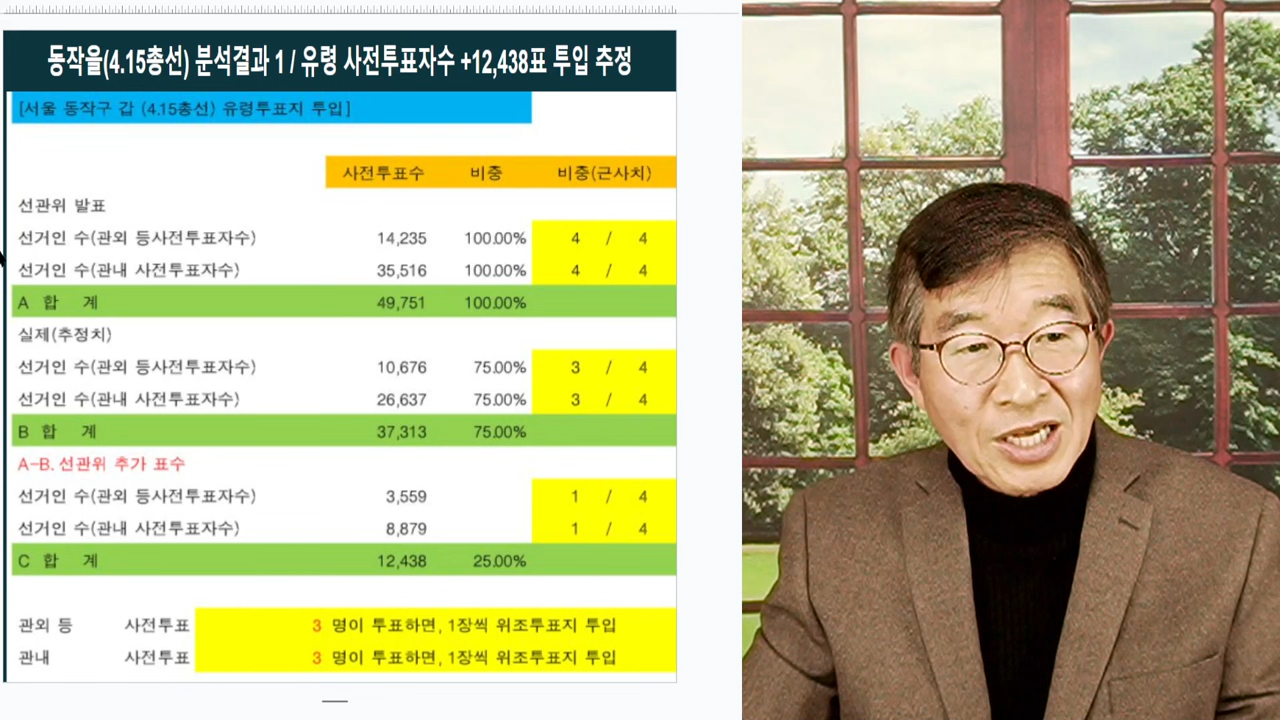 동작을(4.15총선) 분석결과 1 / 유령 사전투표자수 +12,438표 투입 추정
[서울 동작구 갑 (4.15총선) 유령투표지 투입]
사전투표수 비중 비중(근사치)
선관위 발표
선거인 수(관외 등사전투표자수) 14,235 100.00% 4 / 4
선거인 수(관내 사전투표자수) 35,516 100.00% 4 / 4
A 합 계 49,751 100.00%
실제(추정치)
선거인 수(관외 등사전투표자수) 10,676 75.00% 3 / 4
선거인 수(관내 사전투표자수) 26,637 75.00% 3 / 4
B 합 계 37,313 75.00%
A-B. 선관위 추가 표수
선거인 수(관외 등사전투표자수) 3,559 1 / 4
선거인 수(관내 사전투표자수) 8,879 1 / 4
C 합 계 12,438 25.00%
관외 등 사전투표 3 명이 투표하면, 1장씩 위조투표지 투입
관내 사전투표 3 명이 투표하면, 1장씩 위조투표지 투입